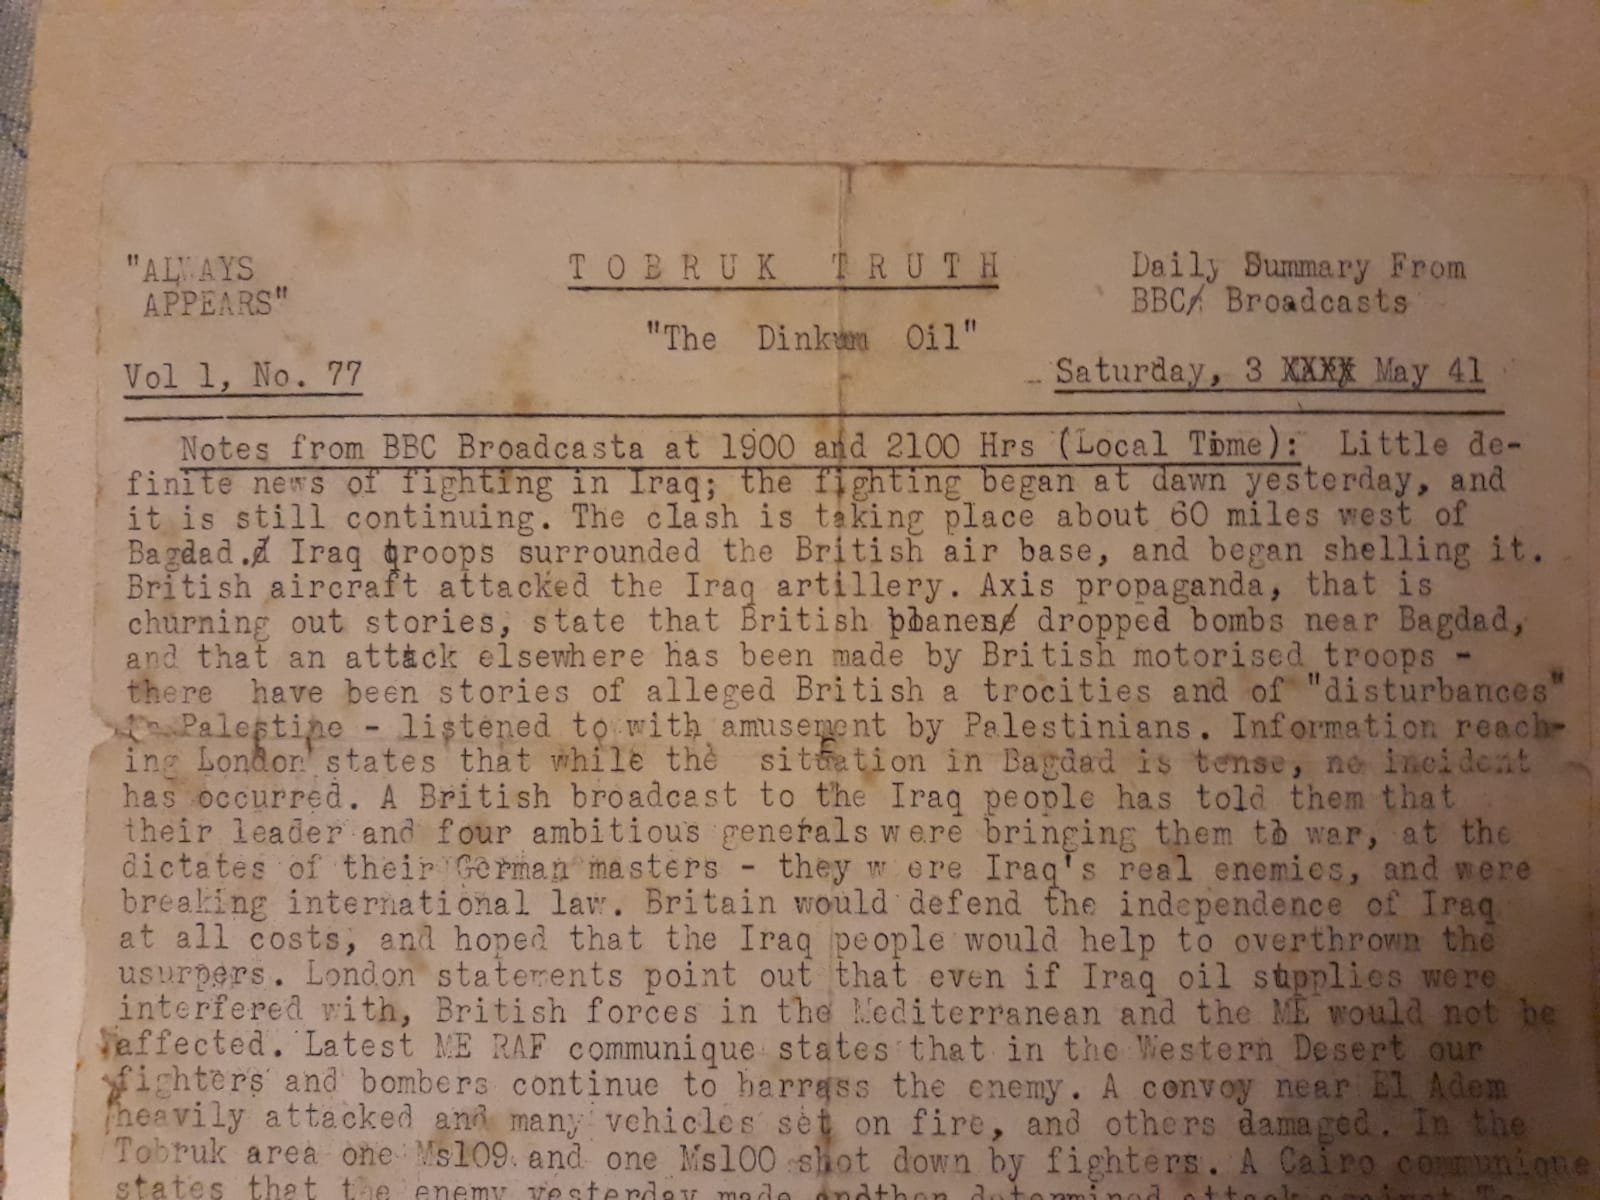 "ALWAYS
APPEARS"
TOBRUK TRUTH
"The Dinkum Oil"
Daily Summary From
BBC Broadcasts
Vol 1, No. 77
Saturday, 3 XXXX May 41
Notes from BBC Broadcasta at 1900 and 2100 Hrs (Local Time): Little de-
finite news of fighting in Iraq; the fighting began at dawn yesterday, and
it is still continuing. The clash is taking place about 60 miles west of
Bagdad. Iraq troops surrounded the British air base, and began shelling it.
British aircraft attacked the Iraq artillery. Axis propaganda, that is
churning out stories, state that British planes dropped bombs near Bagdad,
and that an attack elsewhere has been made by British motorised troops -
there have been stories of alleged British a trocities and of "disturbances"
in Palestine - listened to with amusement by Palestinians. Information reach-
ing London states that while the situation in Bagdad is tense, no incident
has occurred. A British broadcast to the Iraq people has told them that
their leader and four ambitious generals were bringing them to war, at the
dictates of their German masters - they w ere Iraq's real enemies, and were
breaking international law. Britain would defend the independence of Iraq
at all costs, and hoped that the Iraq people would help to overthrown the
usurpers. London statements point out that even if Iraq oil supplies were
interfered with, British forces in the Mediterranean and the ME would not be
affected. Latest ME RAF communique states that in the Western Desert our
fighters and bombers continue to harrass the enemy. A convoy near El Adem
heavily attacked and many vehicles set on fire, and others damaged. In the
Tobruk area one Ms109 and one Ms100 shot down by fighters. A Cairo communique
states that the enemy yesterday made another determined attack against